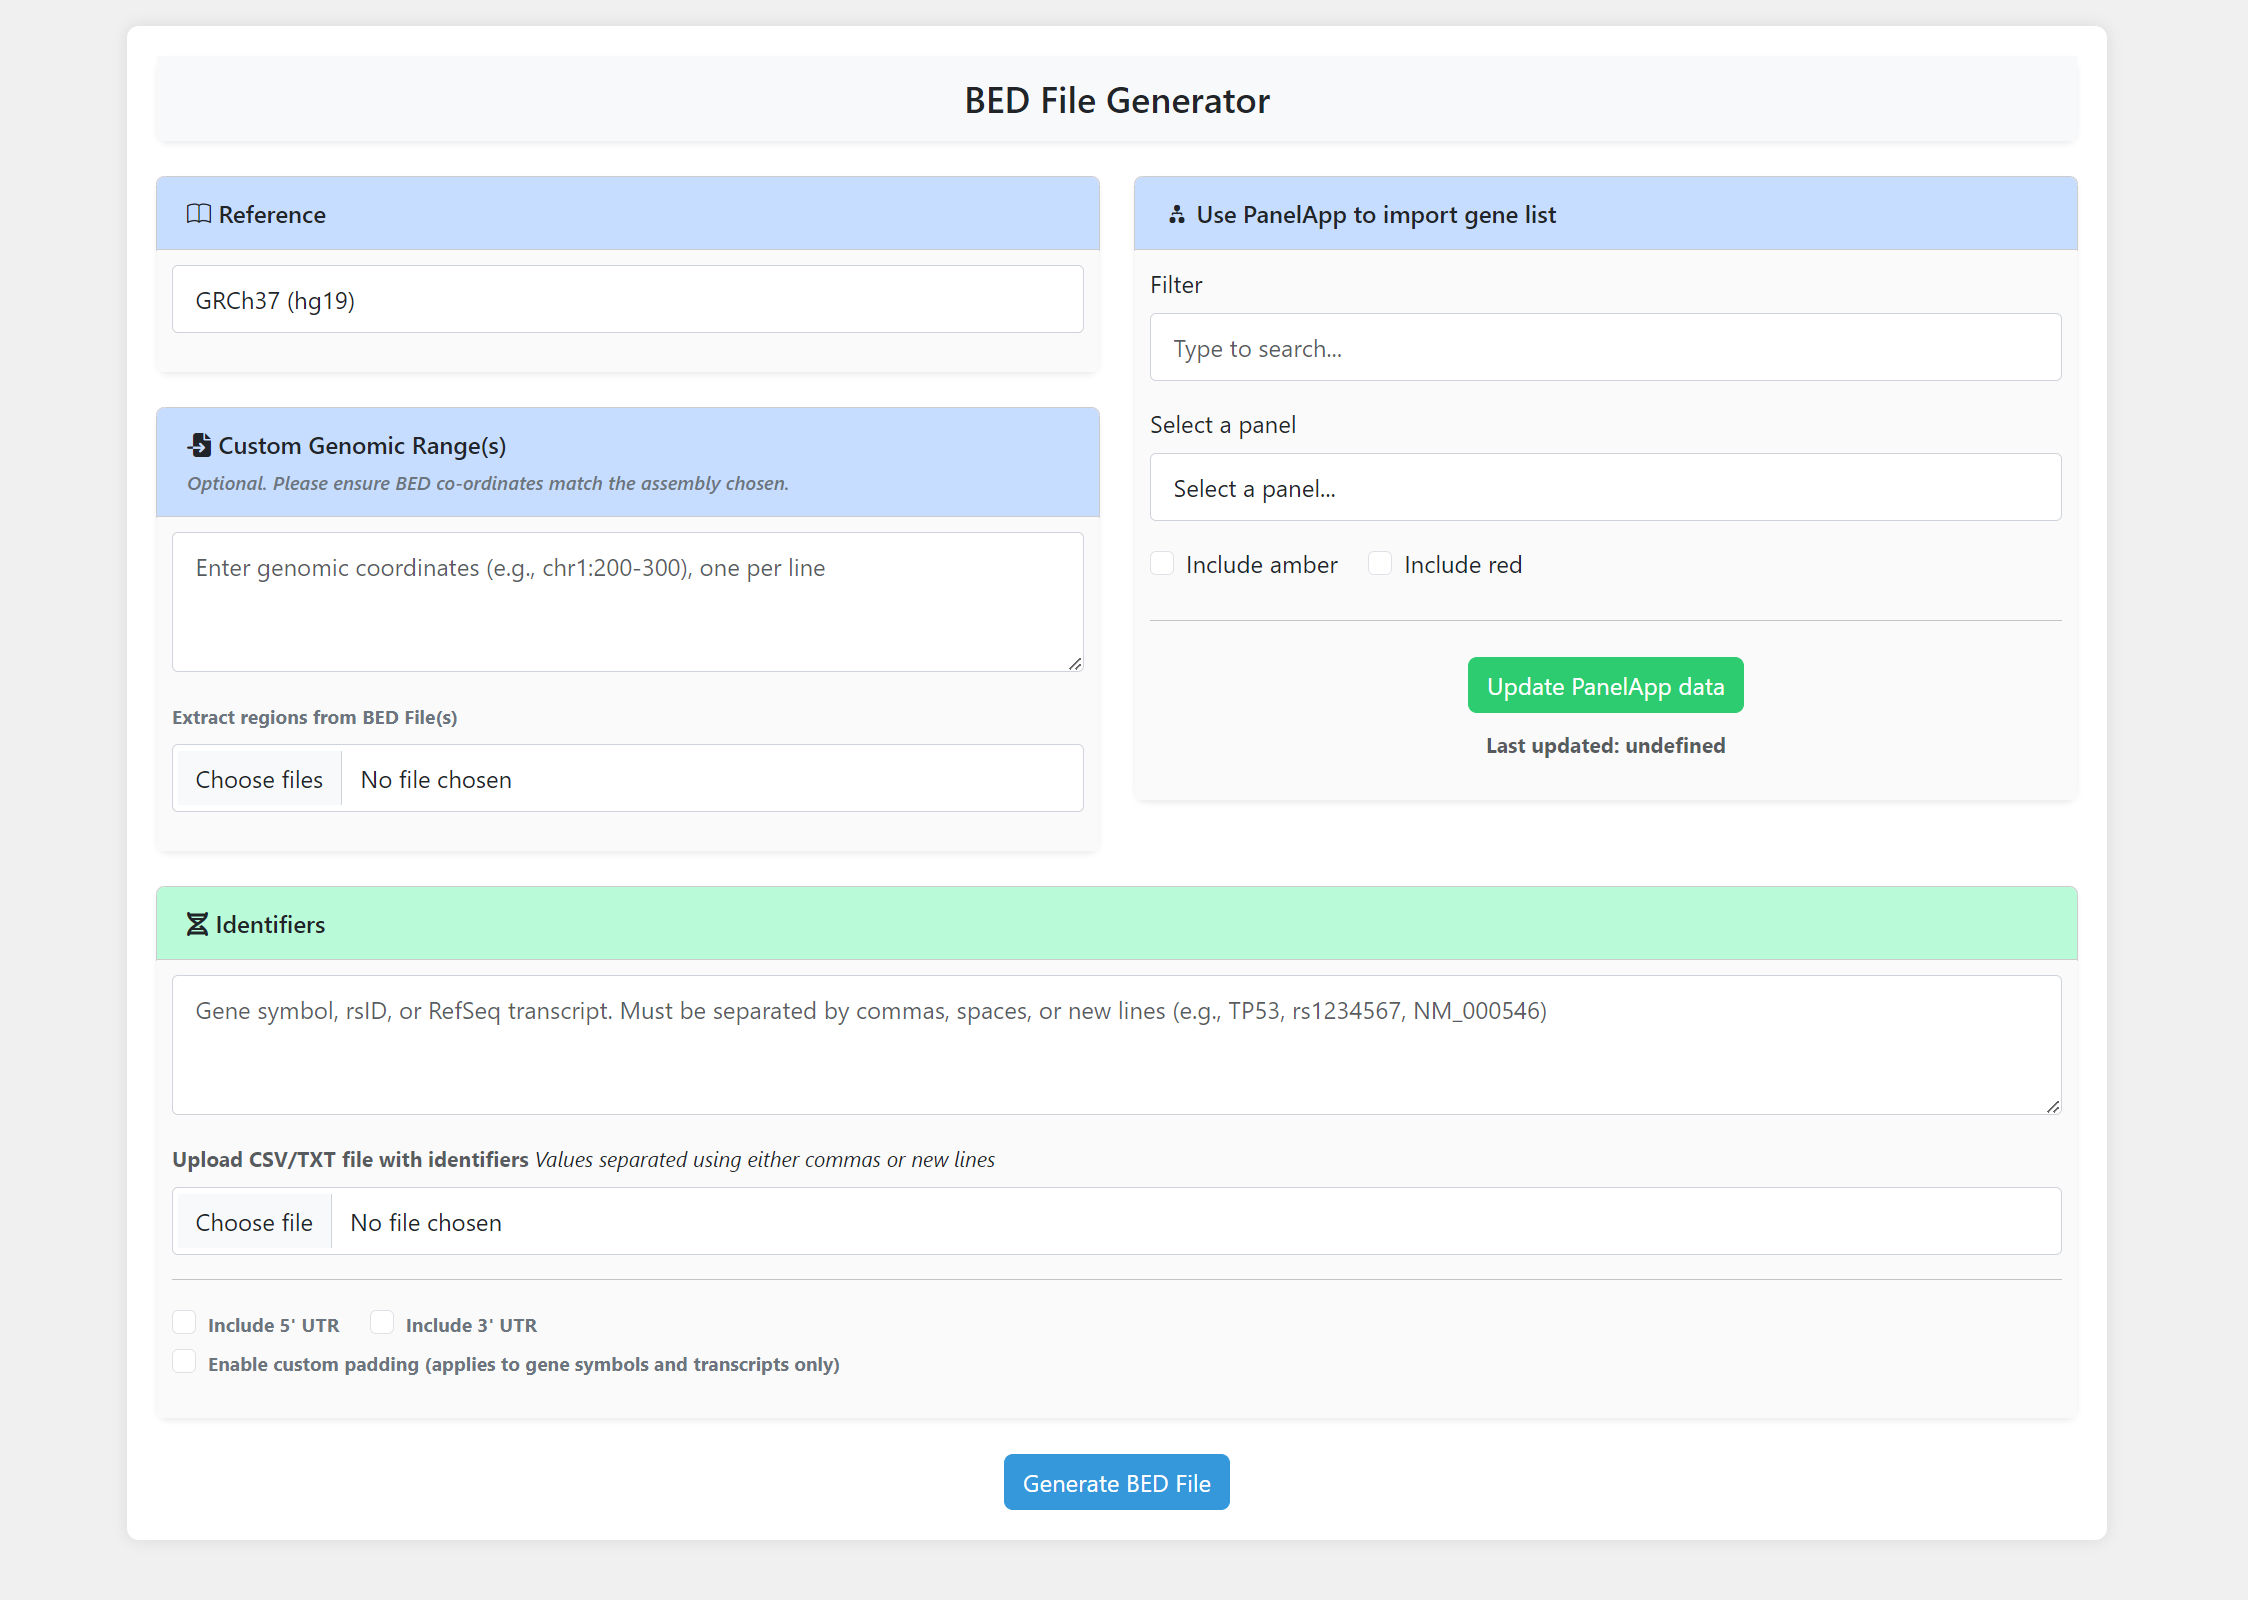 BED File Generator
Reference
GRCh37 (hg19)
Custom Genomic Range(s)
Optional. Please ensure BED co-ordinates match the assembly chosen.
Enter genomic coordinates (e.g., chr1:200-300), one per line
Extract regions from BED File(s)
Choose files No file chosen
Use PanelApp to import gene list
Filter
Type to search...
Select a panel
Select a panel...
Include amber Include red
Update PanelApp data
Last updated: undefined
Identifiers
Gene symbol, rsID, or RefSeq transcript. Must be separated by commas, spaces, or new lines (e.g., TP53, rs1234567, NM_000546)
Upload CSV/TXT file with identifiers Values separated using either commas or new lines
Choose file No file chosen
Include 5' UTR Include 3' UTR
Enable custom padding (applies to gene symbols and transcripts only)
Generate BED File